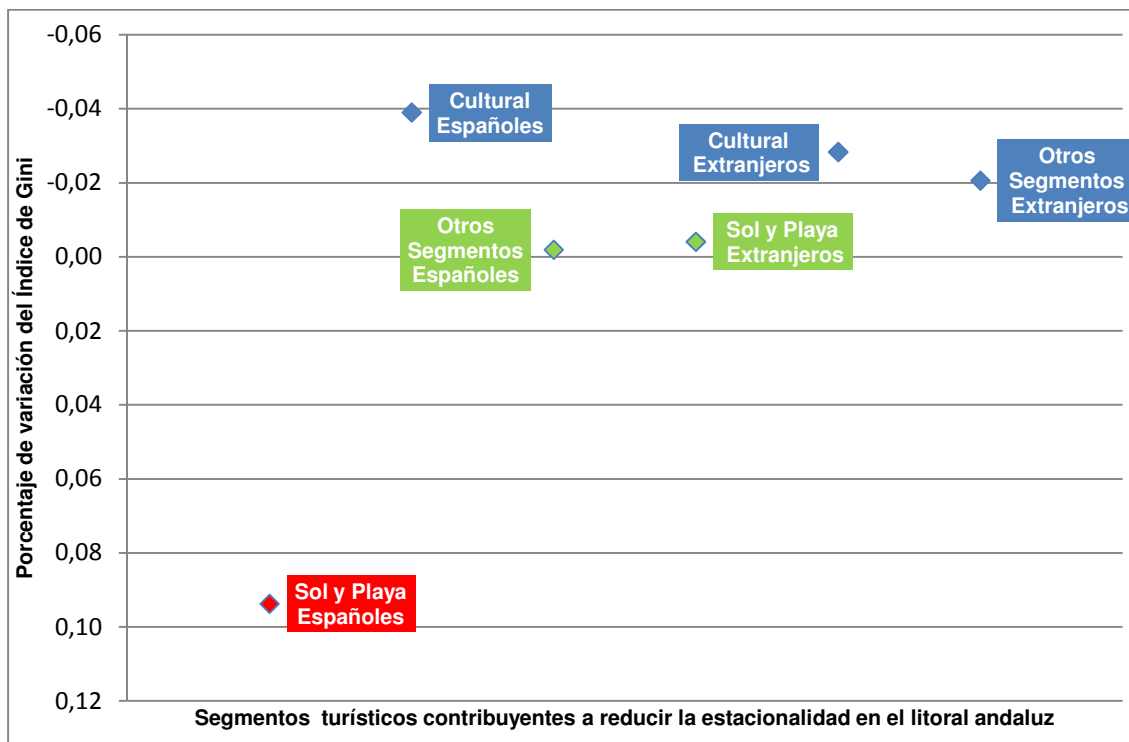 Porcentaje de variación del Índice de Gini
-0,06
-0,04
-0,02
0,00
0,02
0,04
0,06
0,08
0,10
0,12
Cultural
Españoles
Cultural
Extranjeros
Otros
Segmentos
Extranjeros
Otros
Segmentos
Españoles
Sol y Playa
Extranjeros
Sol y Playa
Españoles
Segmentos turísticos contribuyentes a reducir la estacionalidad en el litoral andaluz